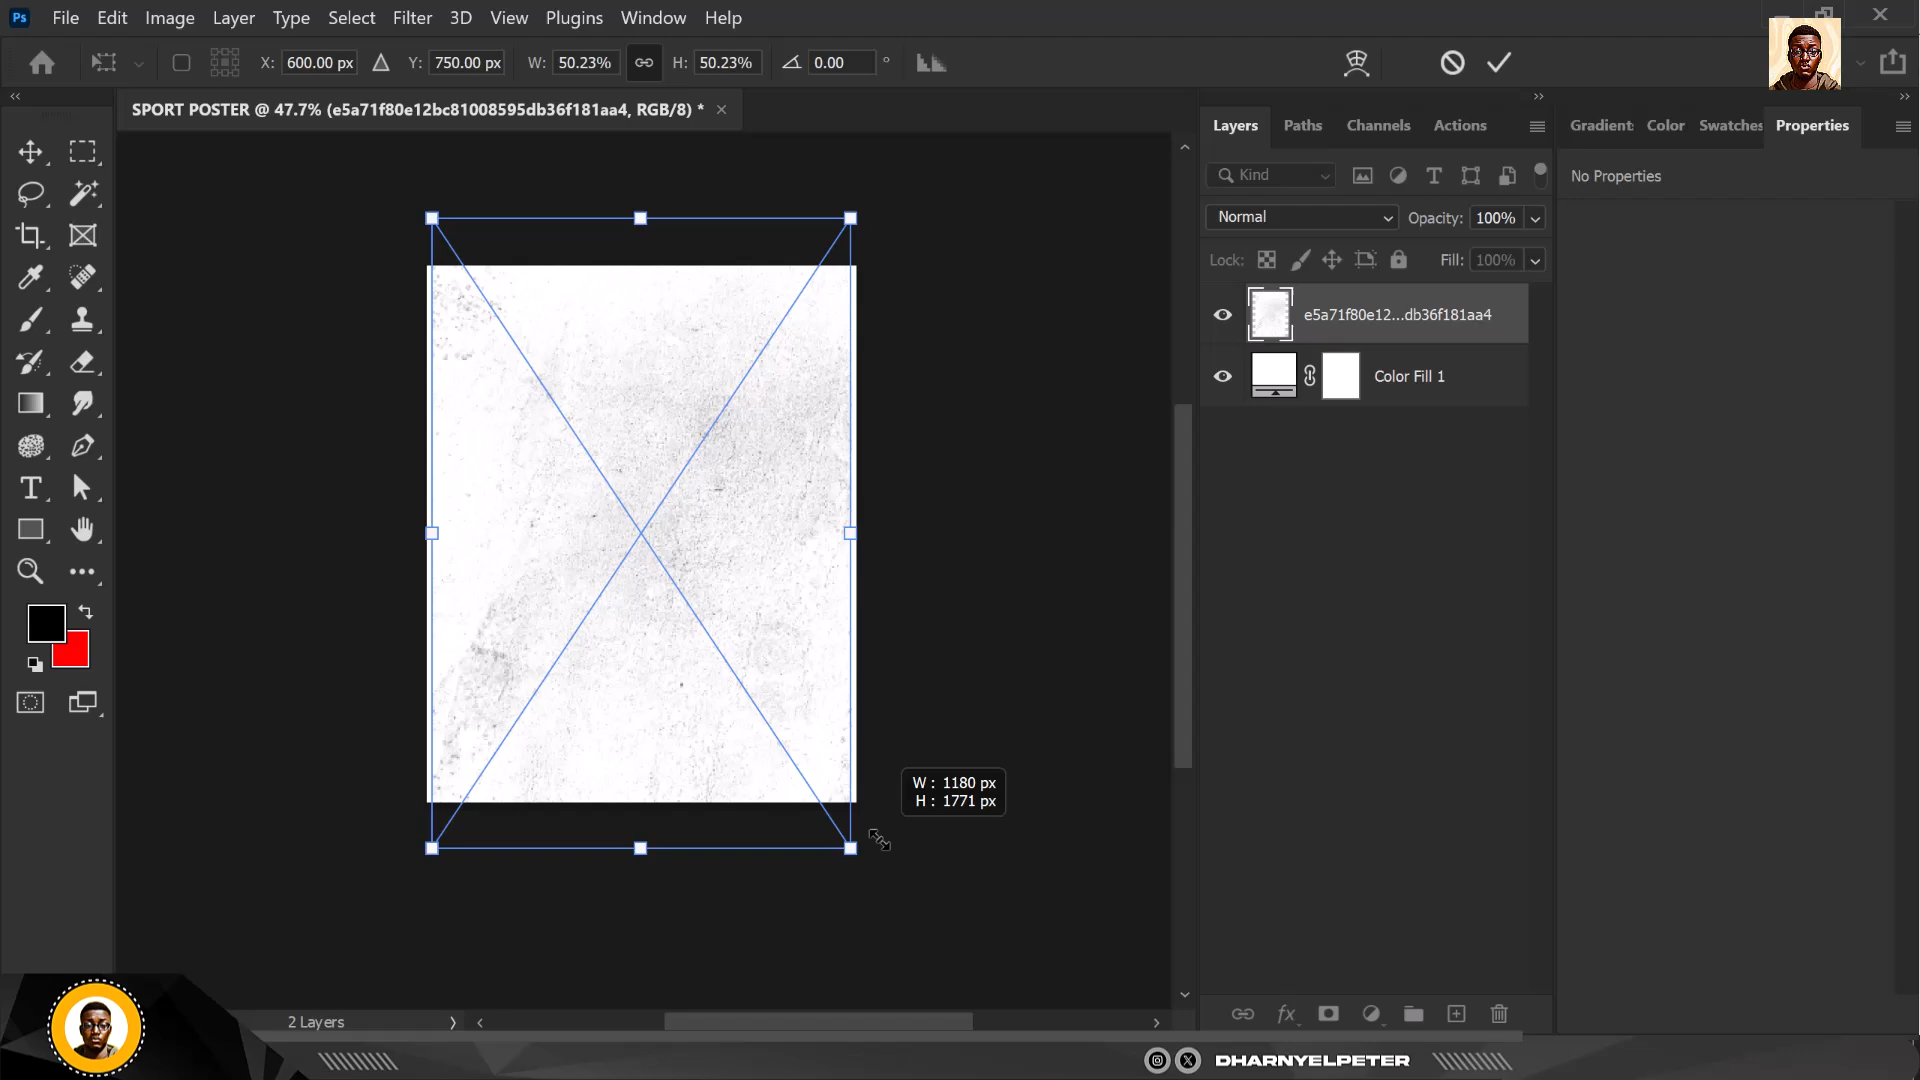 Ps
File Edit Image Layer Type Select Filter 3D View Plugins Window Help
X: 600.00 px Y: 750.00 px W: 50.23% H: 50.23% 0.00 °
SPORT POSTER @ 47.7% (e5a71f80e12bc81008595db36f181aa4, RGB/8) * ×
Layers Paths Channels Actions
Gradient: Color Swatches Properties
Kind
No Properties
Normal Opacity: 100%
Lock: Fill: 100%
e5a71f80e12...db36f181aa4
Color Fill 1
W : 1180 px
H : 1771 px
2 Layers
fx
DHARNYELPETER